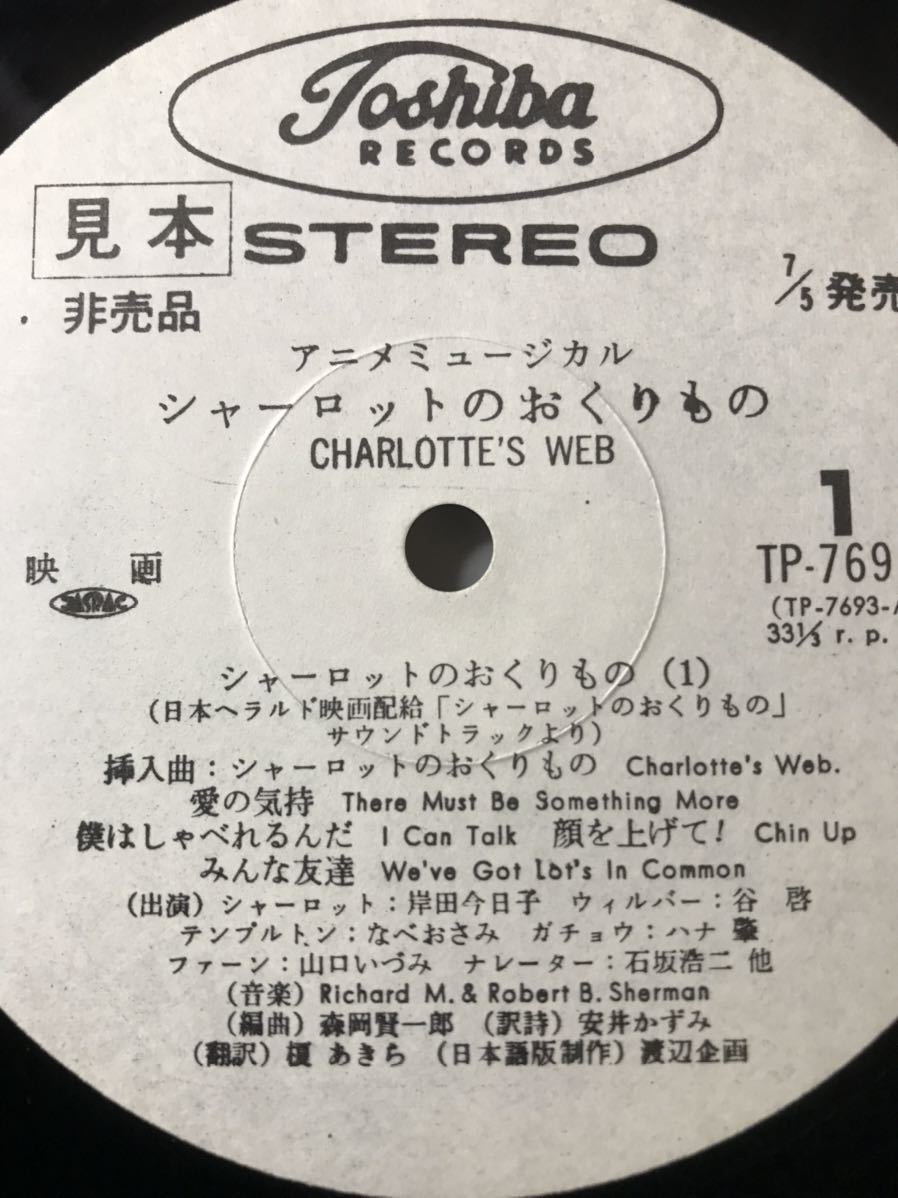 Toshiba
RECORDS
見本 STEREO
非売品
7/5 発売
アニメミュージカル
シャーロットのおくりもの
CHARLOTTE'S WEB
1
映画
TP-769
JASRAC
(TP-7693-A
33⅓ r. p.
シャーロットのおくりもの (1)
(日本ヘラルド映画配給「シャーロットのおくりもの」
サウンドトラックより)
挿入曲:シャーロットのおくりもの Charlotte's Web.
愛の気持 There Must Be Something More
僕はしゃべれるんだ I Can Talk 顔を上げて! Chin Up
みんな友達 We've Got Lot's In Common
(出演) シャーロット:岸田今日子 ウィルバー:谷 啓
テンプルトン:なべおさみ ガチョウ:ハナ 肇
ファーン:山口いづみ ナレーター:石坂浩二 他
(音楽) Richard M. & Robert B. Sherman
(編曲) 森岡賢一郎 (訳詩) 安井かずみ
(翻訳) 榎 あきら (日本語版制作) 渡辺企画